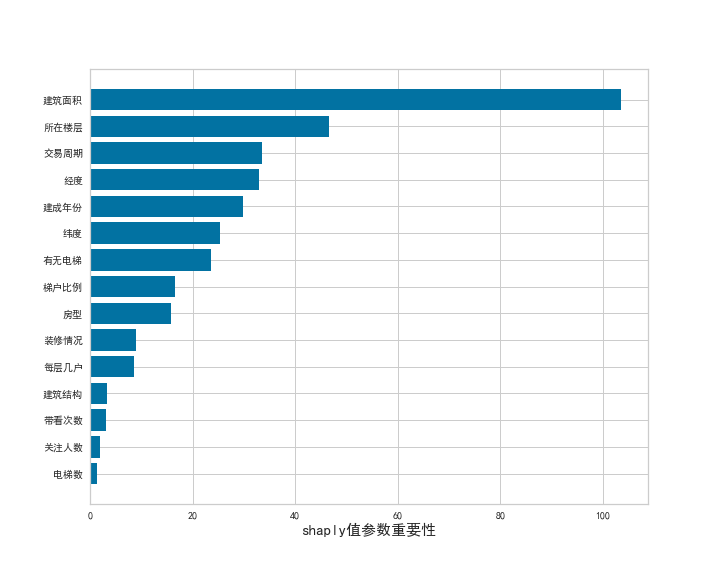 建筑面积
所在楼层
交易周期
经度
建成年份
纬度
有无电梯
梯户比例
房型
装修情况
每层几户
建筑结构
带看次数
关注人数
电梯数
0 20 40 60 80 100
shaply值参数重要性